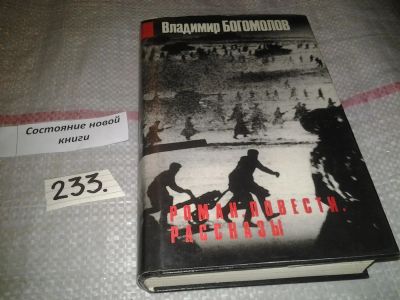 Владимир БОГОМОЛОВ
Состояние новой
книги
233.
РОМАН.ПОВЕСТИ.
РАССКАЗЫ